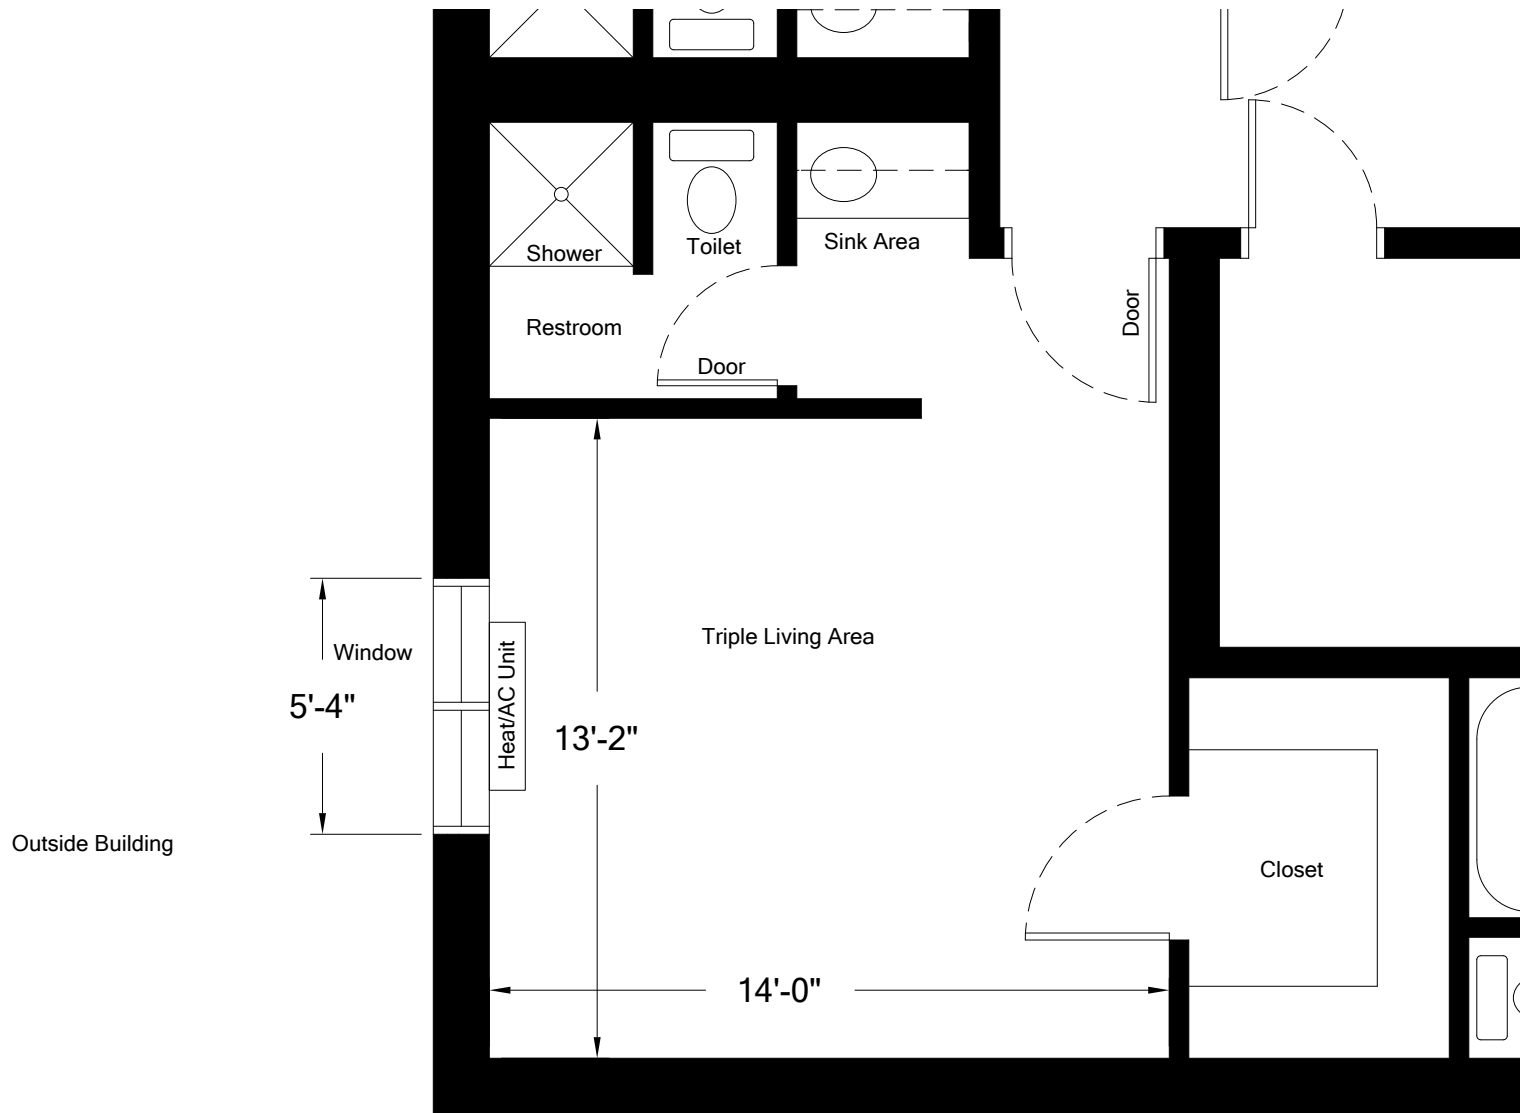 Shower
Toilet
Sink Area
Restroom
Door
Door
Window
5'-4"
Heat/AC Unit
Triple Living Area
13'-2"
Outside Building
Closet
14'-0"